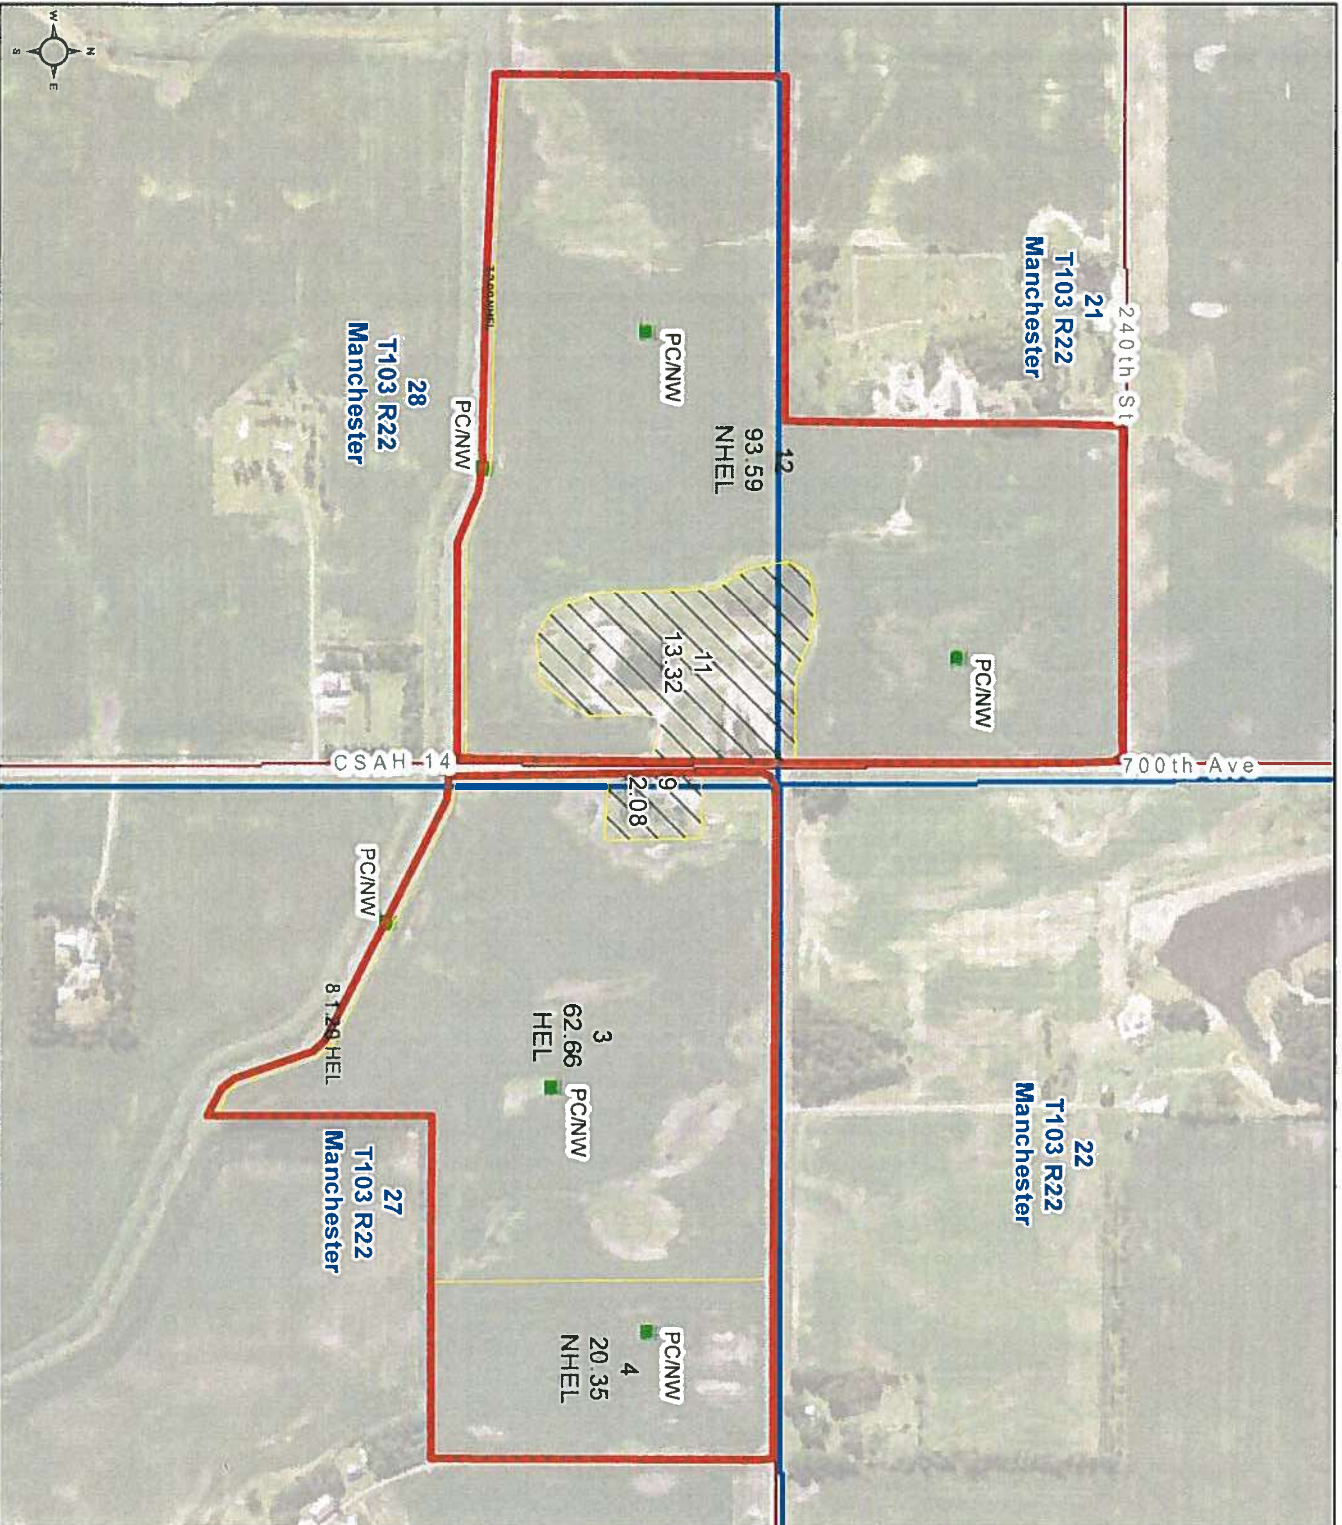 W
N
S
E
240th St
21
T103 R22
Manchester
22
T103 R22
Manchester
700th Ave
PC/NW
12
93.59
NHEL
PC/NW
11
13.32
28
T103 R22
Manchester
PC/NW
CSAH 14
9
2.08
PC/NW
8 1.29 HEL
3
62.66
HEL
PC/NW
4
20.35
NHEL
PC/NW
27
T103 R22
Manchester